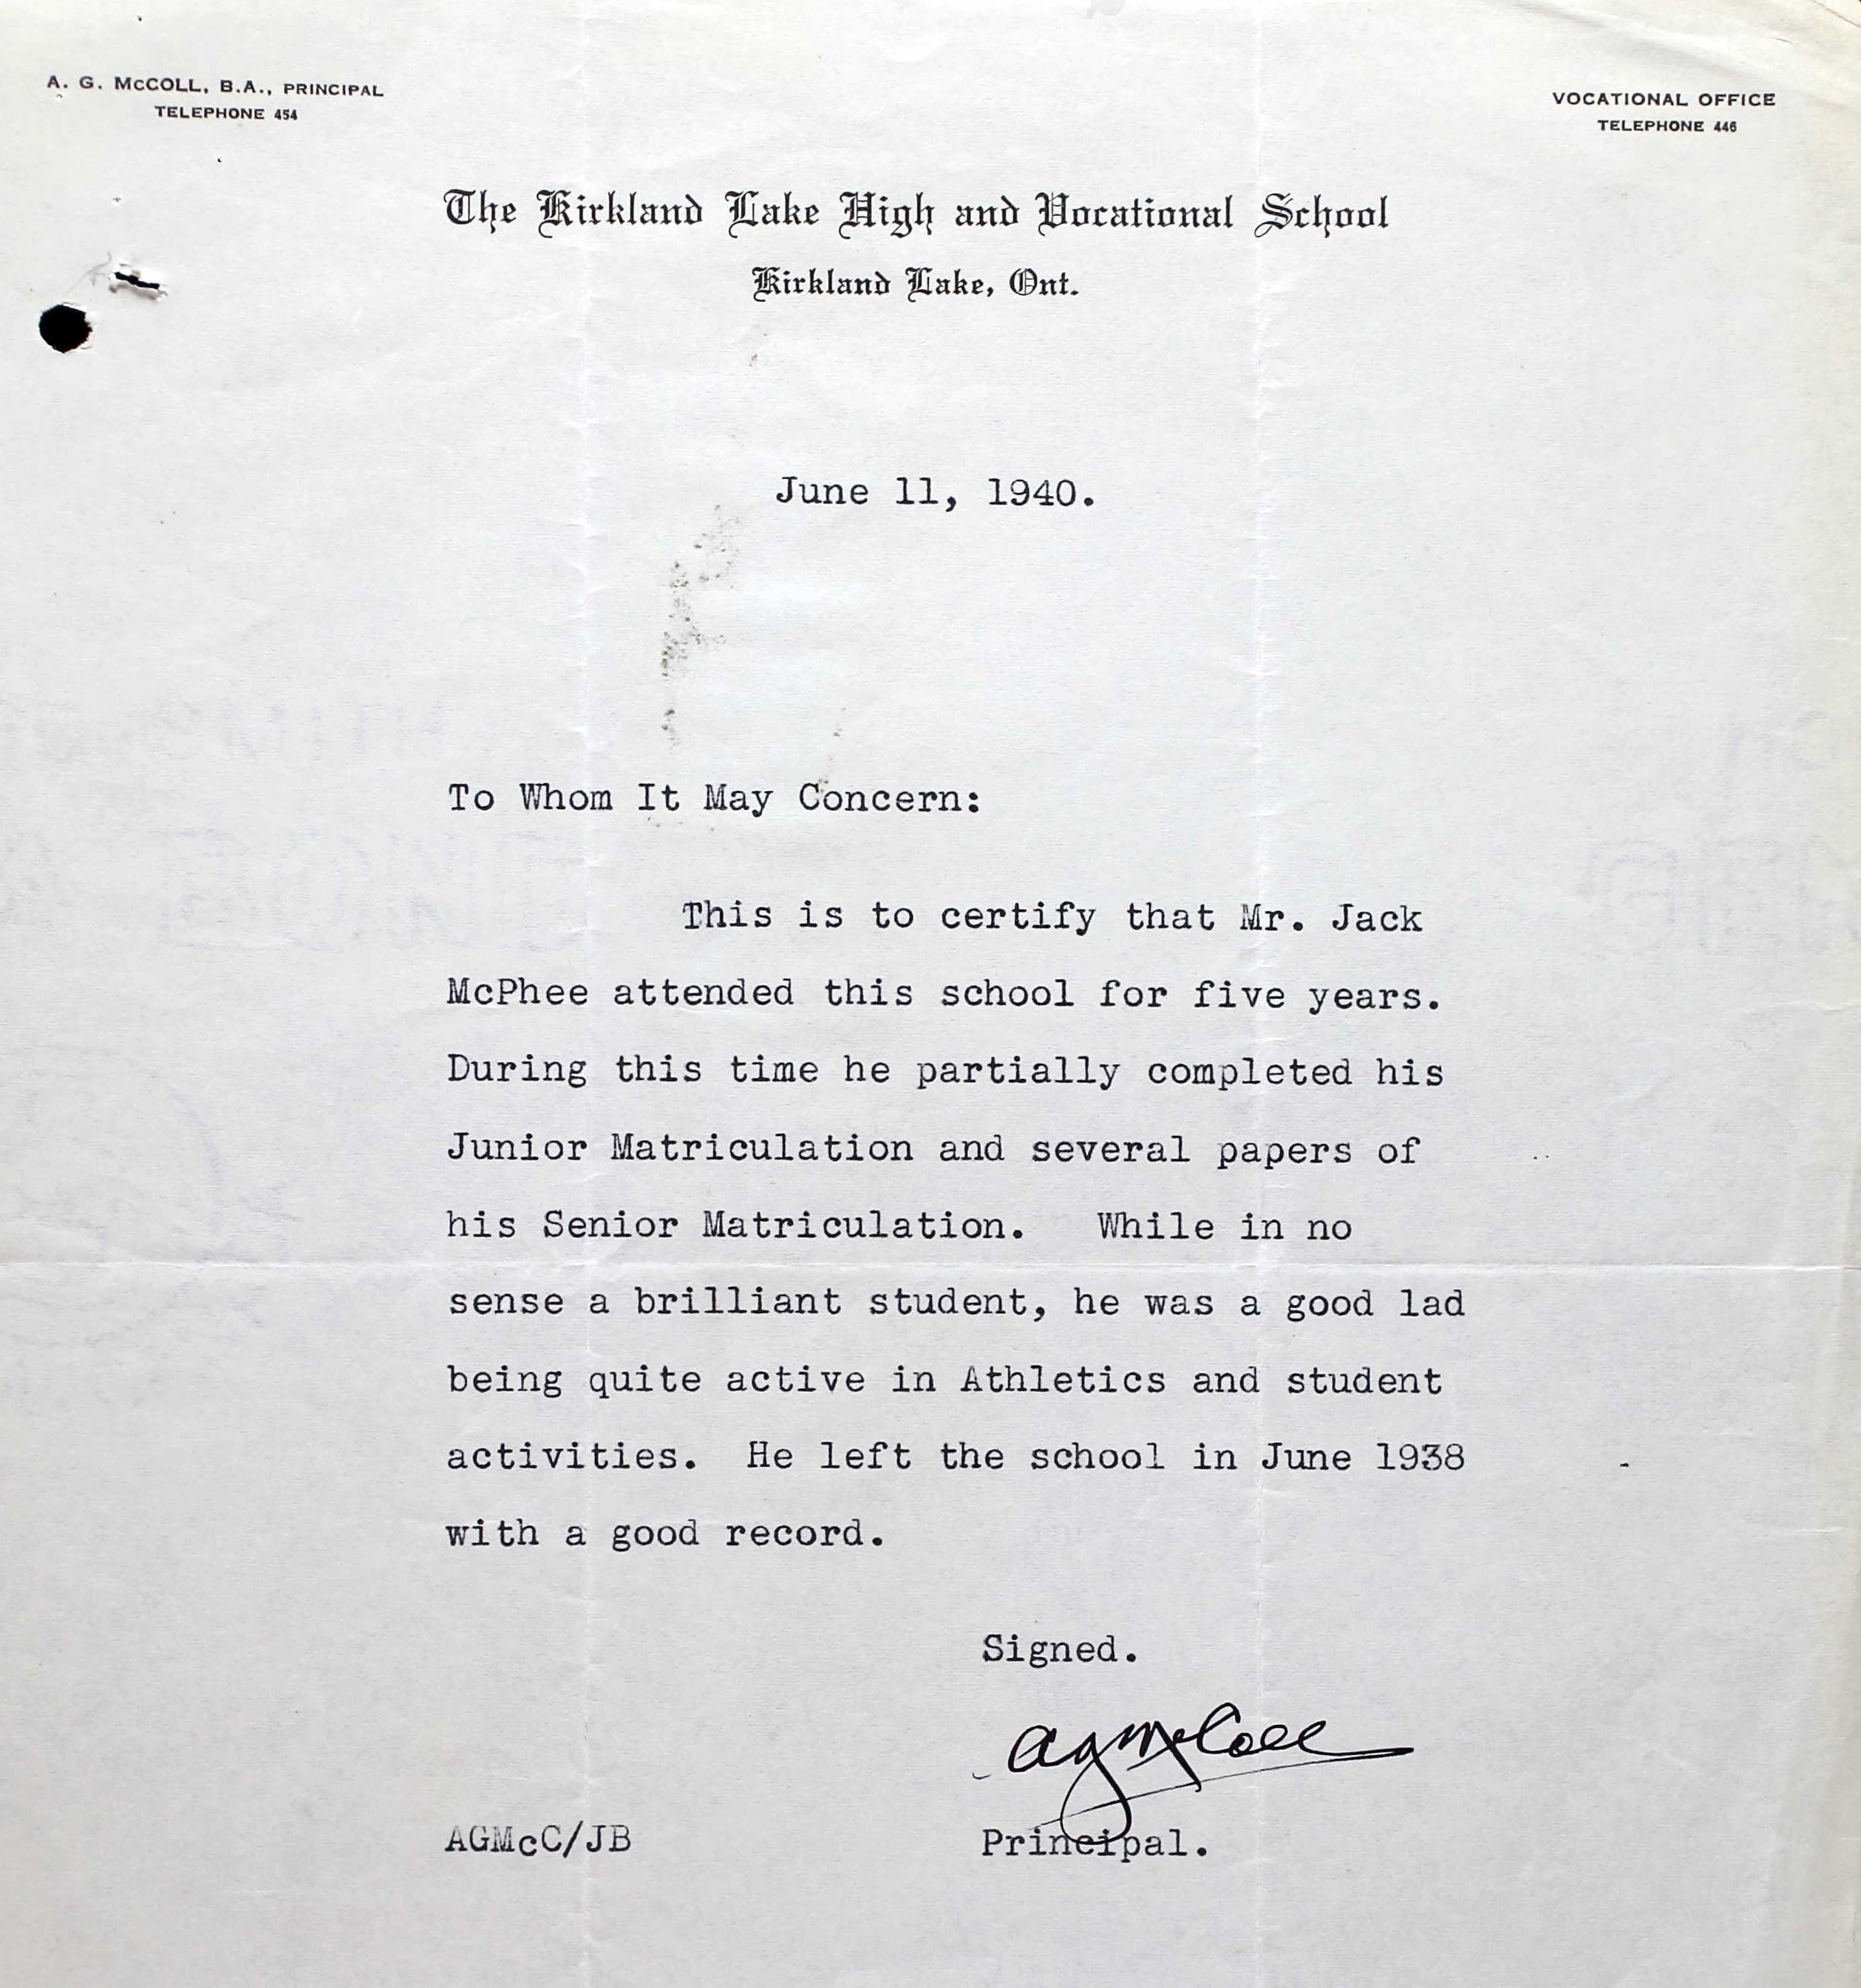 A. G. McCOLL, B.A., PRINCIPAL
TELEPHONE 454
VOCATIONAL OFFICE
TELEPHONE 446
The Kirkland Lake High and Vocational School
Kirkland Lake, Ont.
June 11, 1940.
To Whom It May Concern:
This is to certify that Mr. Jack
McPhee attended this school for five years.
During this time he partially completed his
Junior Matriculation and several papers of
his Senior Matriculation. While in no
sense a brilliant student, he was a good lad
being quite active in Athletics and student
activities. He left the school in June 1938
with a good record.
Signed.
AGMcColl
AGMcC/JB
Principal.